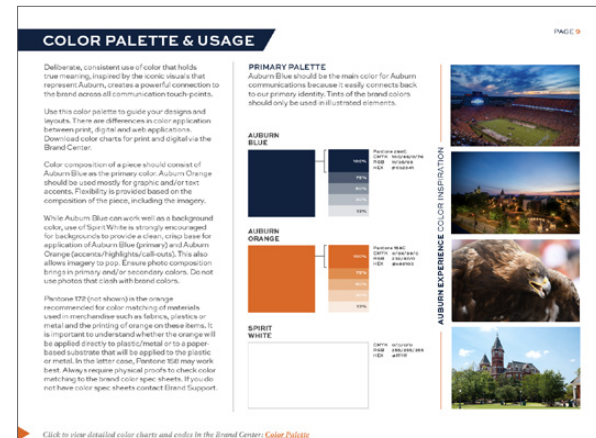 PAGE 9
COLOR PALETTE & USAGE
Deliberate, consistent use of color that holds
true meaning, inspired by the iconic visuals that
represent Auburn, creates a powerful connection to
the brand across all communication touch-points.
Use this color palette to guide your designs and
layouts. There are differences in color application
between print, digital and web applications.
Download color charts for print and digital via the
Brand Center.
Color composition of a piece should consist of
Auburn Blue as the primary color. Auburn Orange
should be used mostly for graphic and/or text
accents. Flexibility is provided based on the
composition of the piece, including the imagery.
While Auburn Blue can work well as a background
color, use of Spirit White is strongly encouraged
for backgrounds to provide a clean, crisp base for
application of Auburn Blue (primary) and Auburn
Orange (accents/highlights/call-outs). This also
allows imagery to pop. Ensure photo composition
brings in primary and/or secondary colors. Do not
use photos that clash with brand colors.
Pantone 172 (not shown) is the orange
recommended for color matching of materials
used in merchandise such as fabrics, plastics or
metal and the printing of orange on these items. It
is important to understand whether the orange will
be applied directly to plastic/metal or to a paper-
based substrate that will be applied to the plastic
or metal. In the latter case, Pantone 158 may work
best. Always require physical proofs to check color
matching to the brand color spec sheets. If you do
not have color spec sheets contact Brand Support.
PRIMARY PALETTE
Auburn Blue should be the main color for Auburn
communications because it easily connects back
to our primary identity. Tints of the brand colors
should only be used in illustrated elements.
AUBURN
BLUE
100%
Pantone
CMYK
RGB
HEX
AUBURN
ORANGE
100%
Pantone
CMYK
RGB
HEX
SPIRIT
WHITE
CMYK
RGB
HEX
AUBURN EXPERIENCE COLOR INSPIRATION
Click to view detailed color charts and codes in the Brand Center: Color Palette